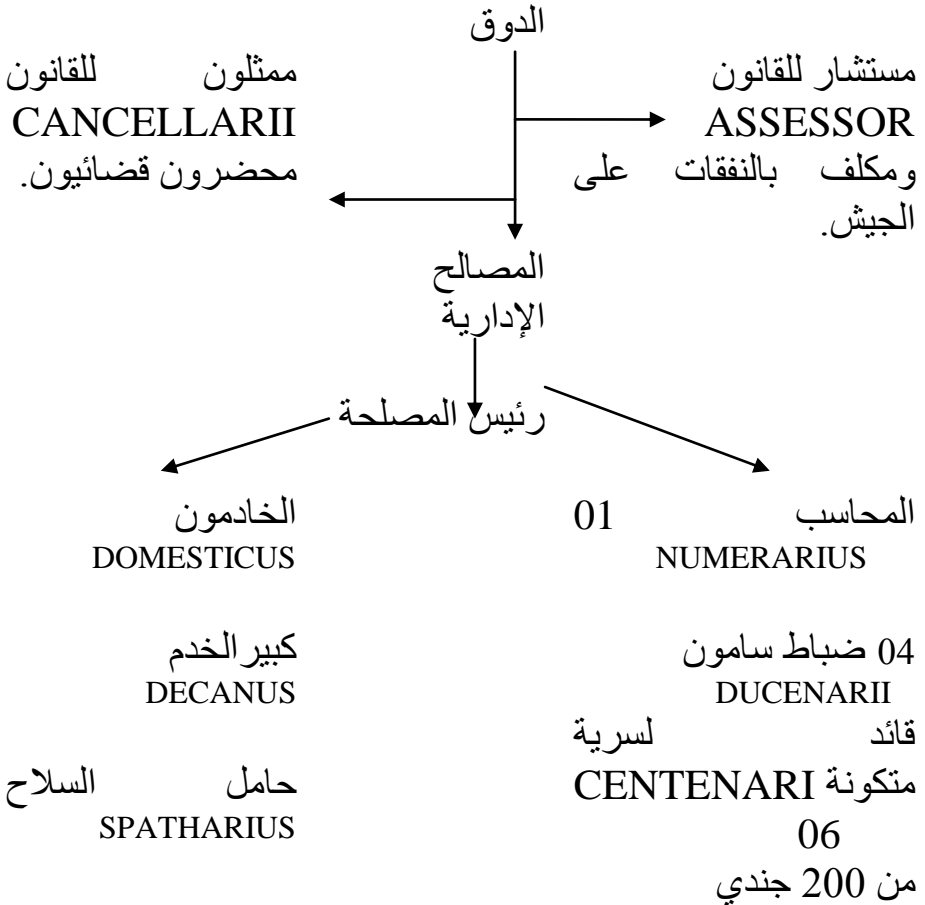 الدوق
مستشار للقانون
ASSESSOR
ومكلف بالنفقات على
الجيش.
ممثلون للقانون
CANCELLARII
محضرون قضائيون.
المصالح
الإدارية
رئيس المصلحة
المحاسب 01
NUMERARIUS
04 ضباط سامون
DUCENARII
قائد لسرية
متكونة CENTENARI
06
من 200 جندي
الخادمون
DOMESTICUS
كبير الخدم
DECANUS
حامل السلاح
SPATHARIUS